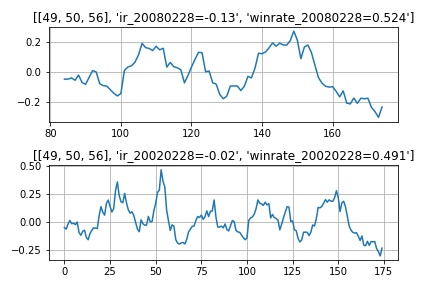 [[49, 50, 56], 'ir_20080228=-0.13', 'winrate_20080228=0.524']
0.2
0.0
−0.2
80 100 120 140 160
[[49, 50, 56], 'ir_20020228=-0.02', 'winrate_20020228=0.491']
0.50
0.25
0.00
−0.25
0 25 50 75 100 125 150 175